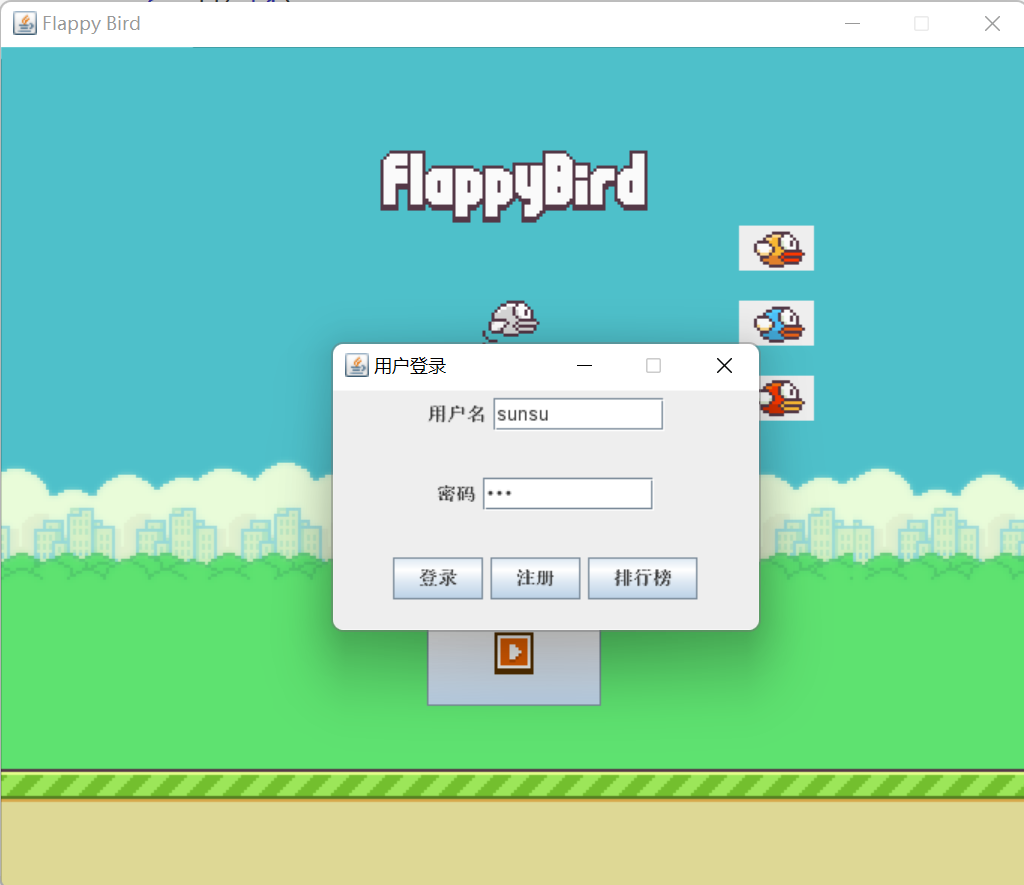 Flappy Bird
FlappyBird
用户登录
用户名 sunsu
密码 •••
登录 注册 排行榜